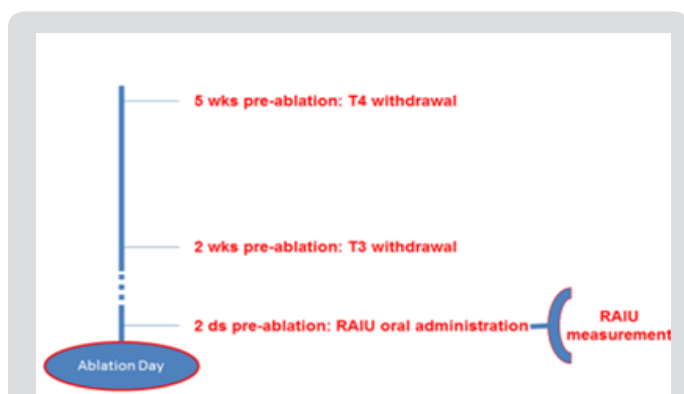 5 wks pre-ablation: T4 withdrawal
2 wks pre-ablation: T3 withdrawal
2 ds pre-ablation: RAIU oral administration
RAIU
measurement
Ablation Day